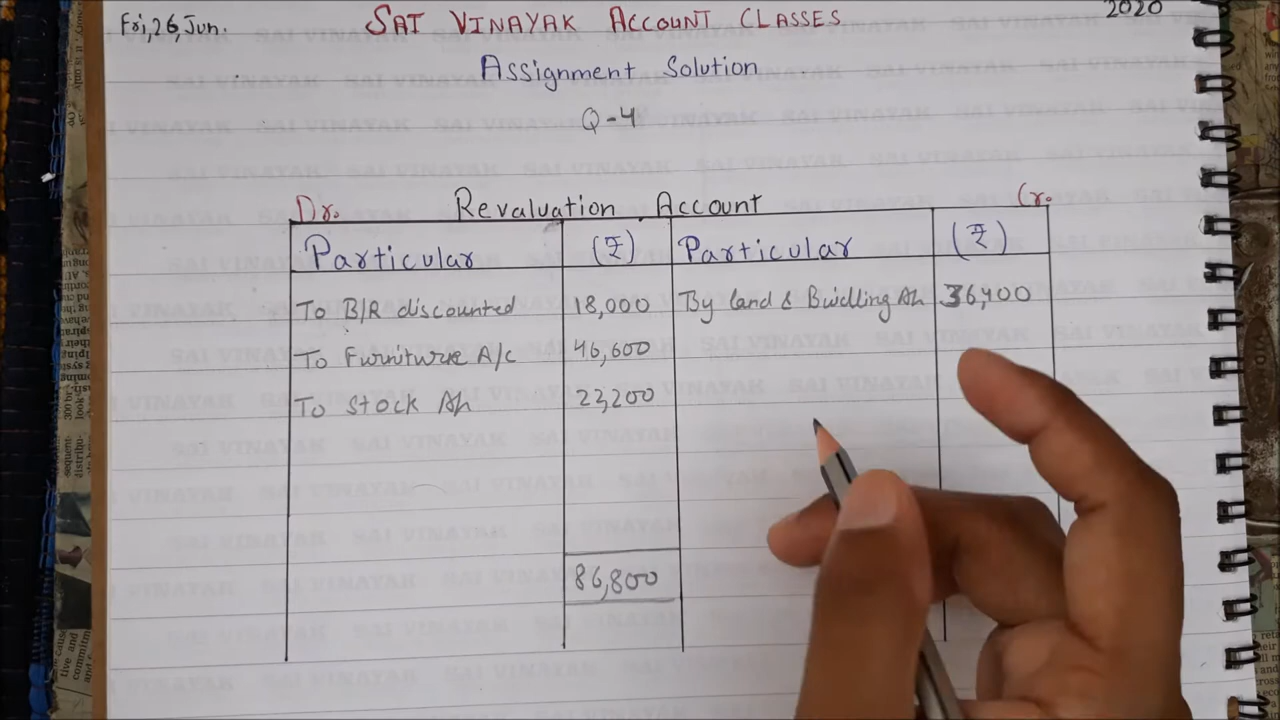 Fri, 26, Jun. SAI VINAYAK ACCOUNT CLASSES 2020
Assignment Solution
Q-4
Dr. Revaluation Account Cr.
Particular (₹) Particular (₹)
To B/R discounted 18,000 By land & Buidling A/c 36,400
To Furniture A/c 46,600
To Stock A/c 22,200
86,800